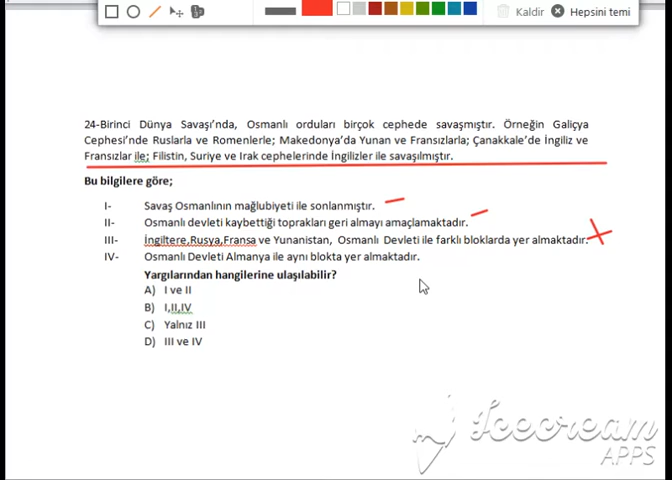 Kaldir Hepsini temi
24-Birinci Dünya Savaşı'nda, Osmanlı orduları birçok cephede savaşmıştır. Örneğin Galiçya
Cephesi'nde Ruslarla ve Romenlerle; Makedonya'da Yunan ve Fransızlarla; Çanakkale'de İngiliz ve
Fransızlar ile; Filistin, Suriye ve Irak cephelerinde İngilizler ile savaşılmıştır.
Bu bilgilere göre;
I- Savaş Osmanlının mağlubiyeti ile sonlanmıştır.
II- Osmanlı devleti kaybettiği toprakları geri almayı amaçlamaktadır.
III- İngiltere,Rusya,Fransa ve Yunanistan, Osmanlı Devleti ile farklı bloklarda yer almaktadır.
IV- Osmanlı Devleti Almanya ile aynı blokta yer almaktadır.
Yargılarından hangilerine ulaşılabilir?
A) I ve II
B) I,II,IV
C) Yalnız III
D) III ve IV
Icecream
APPS